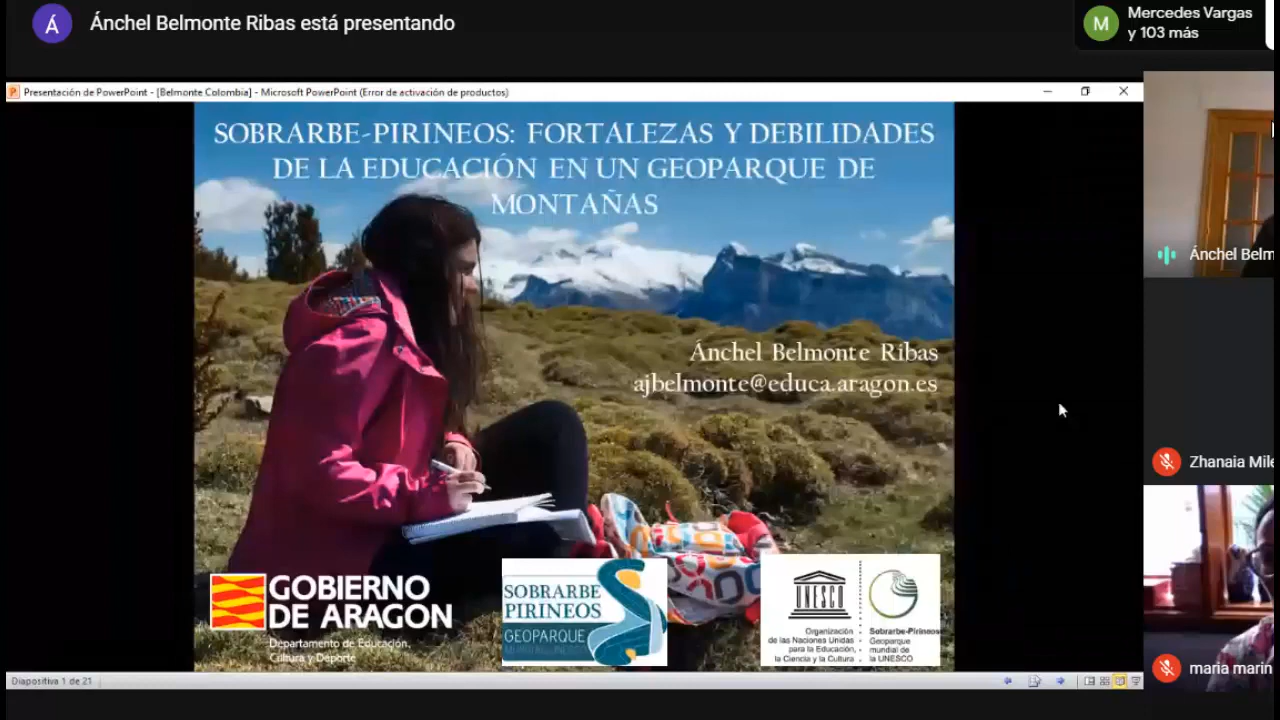 Á
Ánchel Belmonte Ribas está presentando
M
Mercedes Vargas
y 103 más
Presentación de PowerPoint - [Belmonte Colombia] - Microsoft PowerPoint (Error de activación de productos)
SOBRARBE-PIRINEOS: FORTALEZAS Y DEBILIDADES
DE LA EDUCACIÓN EN UN GEOPARQUE DE
MONTAÑAS
Ánchel Belmonte Ribas
ajbelmonte@educa.aragon.es
GOBIERNO
DE ARAGON
Departamento de Educación,
Cultura y Deporte
SOBRARBE
PIRINEOS
GEOPARQUE
UNESCO
Organización
de las Naciones Unidas
para la Educación,
la Ciencia y la Cultura
Sobrarbe-Pirineos
Geoparque
mundial de
la UNESCO
Ánchel Belm
Zhanaia Mile
maria marin
Diapositiva 1 de 21